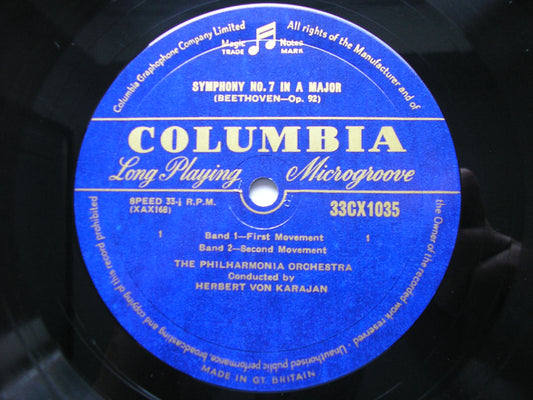 Columbia Graphophone Company Limited
Magic Notes
TRADE MARK
All rights of the Manufacturer and of
SYMPHONY NO. 7 IN A MAJOR
(BEETHOVEN—Op. 92)
COLUMBIA
Long Playing Microgroove
SPEED 33-⅓ R.P.M.
(XAX168)
33CX1035
1 Band 1—First Movement 1
Band 2—Second Movement
THE PHILHARMONIA ORCHESTRA
Conducted by
HERBERT VON KARAJAN
the Owner of the recorded work reserved - Unauthorised public performance, broadcasting and copying of this record prohibited
MADE IN GT. BRITAIN